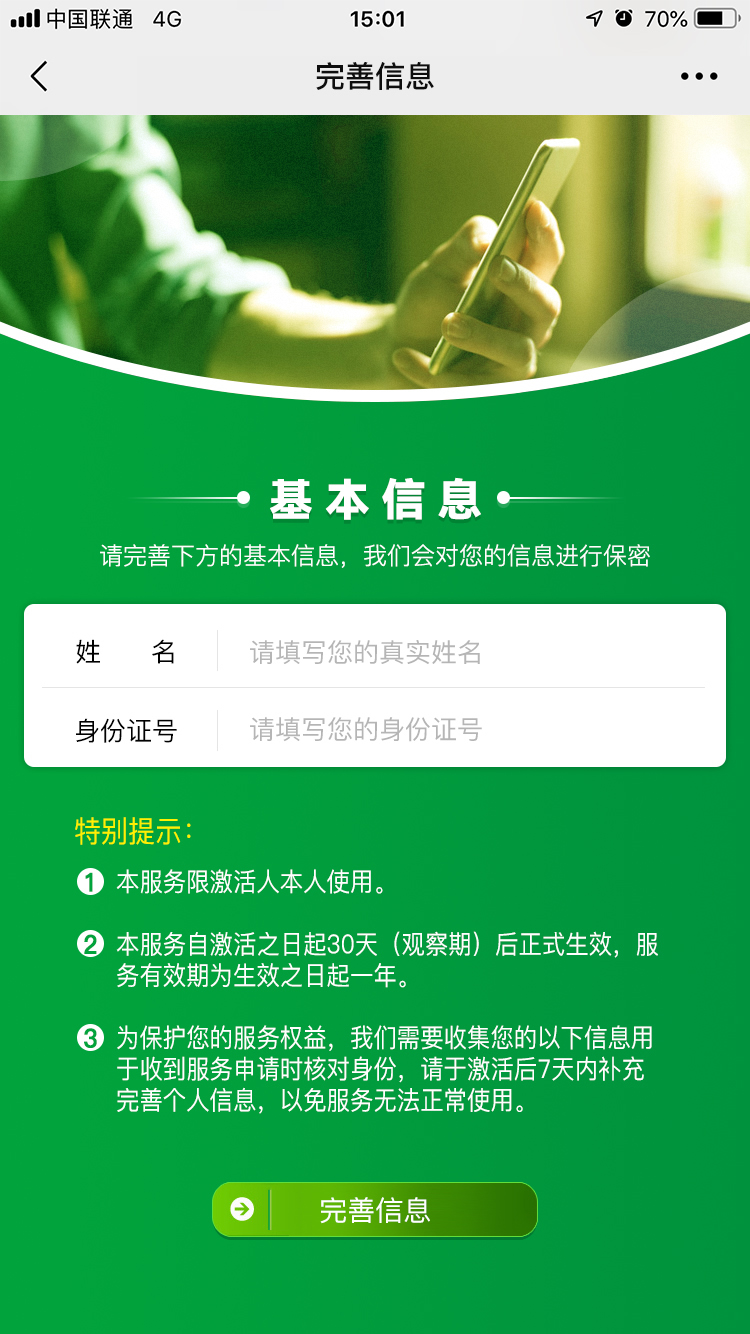 中国联通 4G 15:01 70%
完善信息
基本信息
请完善下方的基本信息，我们会对您的信息进行保密
姓名 请填写您的真实姓名
身份证号 请填写您的身份证号
特别提示：
1 本服务限激活人本人使用。
2 本服务自激活之日起30天（观察期）后正式生效，服
务有效期为生效之日起一年。
3 为保护您的服务权益，我们需要收集您的以下信息用
于收到服务申请时核对身份，请于激活后7天内补充
完善个人信息，以免服务无法正常使用。
完善信息